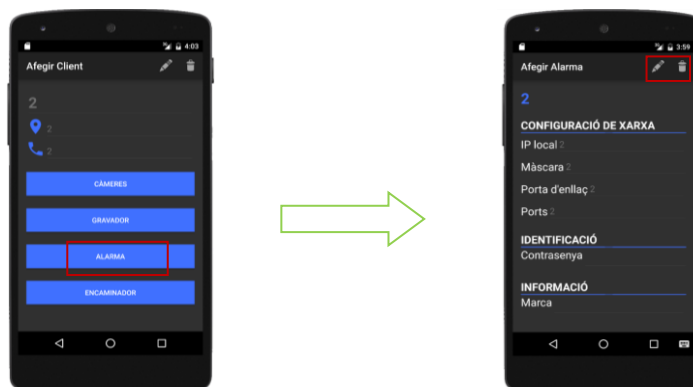 4:03
Afegir Client
2
2
2
CÀMERES
GRAVADOR
ALARMA
ENCAMINADOR
3:59
Afegir Alarma
2
CONFIGURACIÓ DE XARXA
IP local 2
Màscara 2
Porta d'enllaç 2
Ports 2
IDENTIFICACIÓ
Contrasenya
INFORMACIÓ
Marca